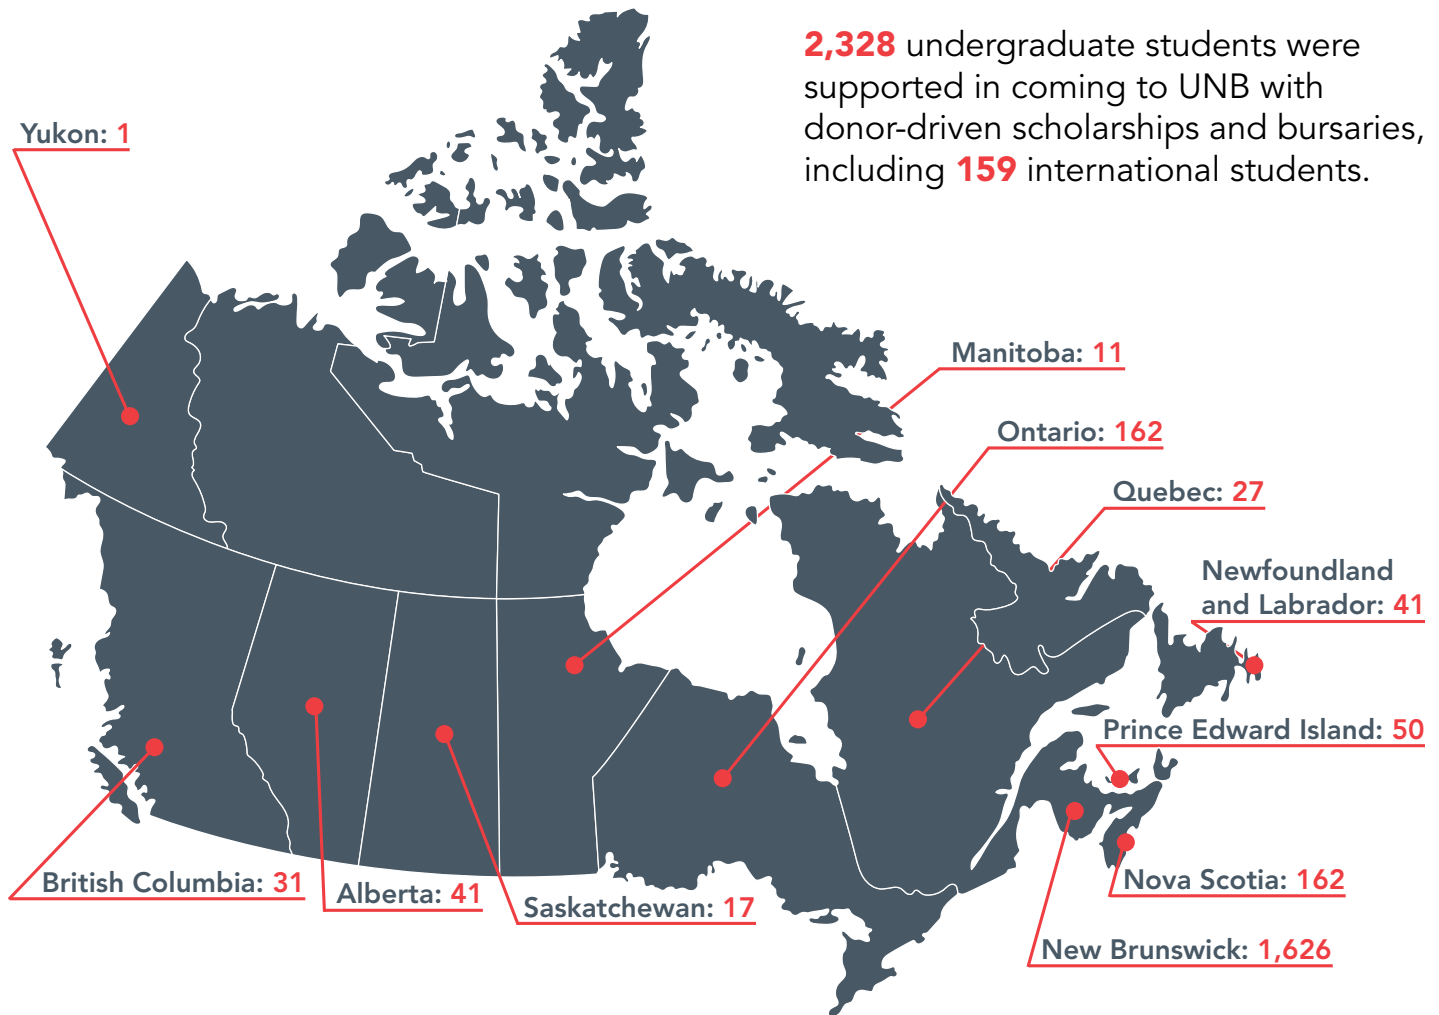 2,328 undergraduate students were
supported in coming to UNB with
donor-driven scholarships and bursaries,
including 159 international students.
Yukon: 1
Manitoba: 11
Ontario: 162
Quebec: 27
Newfoundland
and Labrador: 41
Prince Edward Island: 50
British Columbia: 31
Alberta: 41
Saskatchewan: 17
Nova Scotia: 162
New Brunswick: 1,626